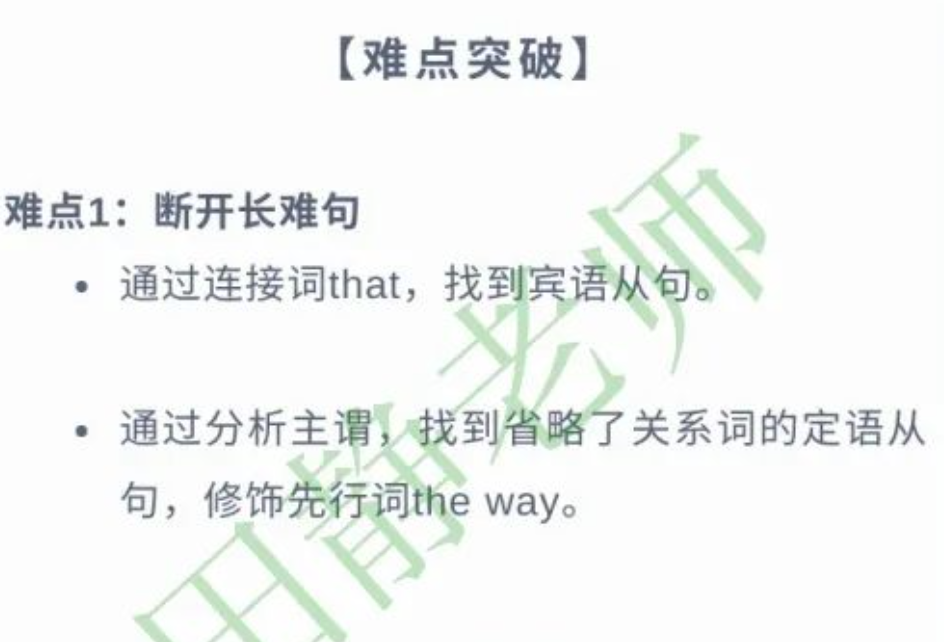 【难点突破】
难点1：断开长难句
• 通过连接词that，找到宾语从句。
• 通过分析主谓，找到省略了关系词的定语从
句，修饰先行词the way。
田静老师